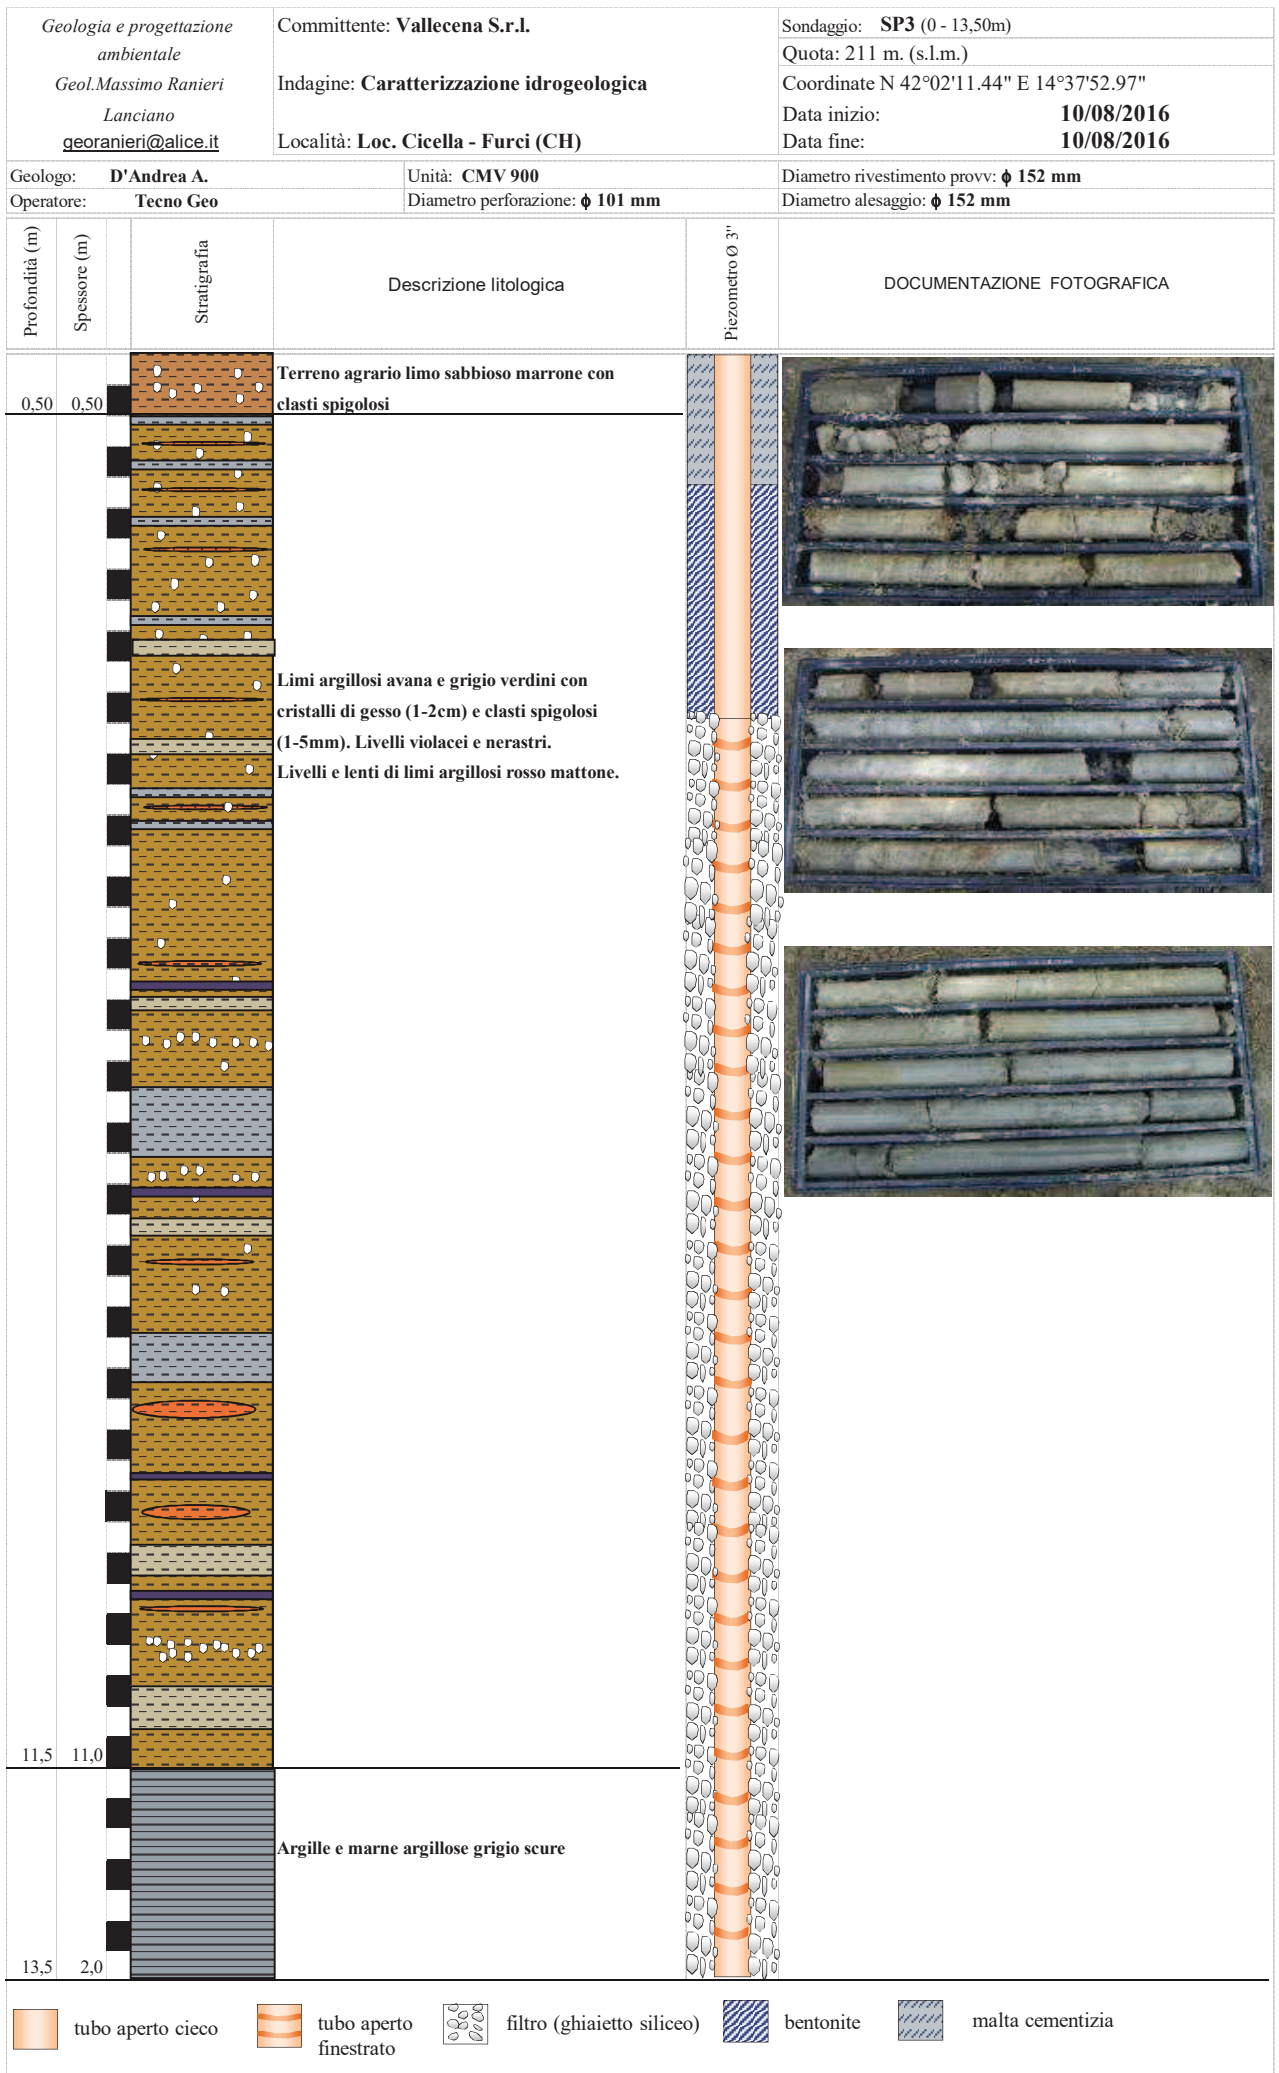 Geologia e progettazione
ambientale
Geol.Massimo Ranieri
Lanciano
georanieri@alice.it
Committente: Vallecena S.r.l.
Indagine: Caratterizzazione idrogeologica
Località: Loc. Cicella - Furci (CH)
Sondaggio: SP3 (0 - 13,50m)
Quota: 211 m. (s.l.m.)
Coordinate N 42°02'11.44" E 14°37'52.97"
Data inizio: 10/08/2016
Data fine: 10/08/2016
Geologo: D'Andrea A.
Operatore: Tecno Geo
Unità: CMV 900
Diametro perforazione: ϕ 101 mm
Diametro rivestimento provv: ϕ 152 mm
Diametro alesaggio: ϕ 152 mm
Profondità (m)
Spessore (m)
Stratigrafia
Descrizione litologica
Piezometro Ø 3"
DOCUMENTAZIONE FOTOGRAFICA
Terreno agrario limo sabbioso marrone con
clasti spigolosi
0,50 0,50
Limi argillosi avana e grigio verdini con
cristalli di gesso (1-2cm) e clasti spigolosi
(1-5mm). Livelli violacei e nerastri.
Livelli e lenti di limi argillosi rosso mattone.
11,5 11,0
Argille e marne argillose grigio scure
13,5 2,0
tubo aperto cieco
tubo aperto
finestrato
filtro (ghiaietto siliceo)
bentonite
malta cementizia